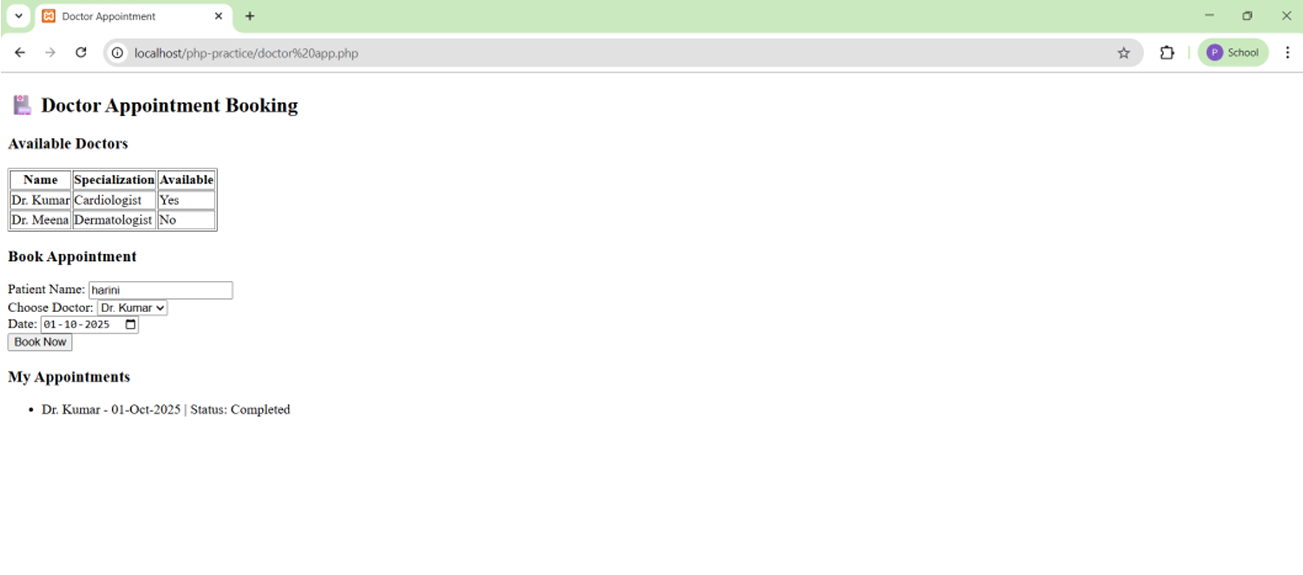 Doctor Appointment
localhost/php-practice/doctor%20app.php
P School
Doctor Appointment Booking
Available Doctors
Name Specialization Available
Dr. Kumar Cardiologist Yes
Dr. Meena Dermatologist No
Book Appointment
Patient Name: harini
Choose Doctor: Dr. Kumar
Date: 01-10-2025
Book Now
My Appointments
• Dr. Kumar - 01-Oct-2025 | Status: Completed